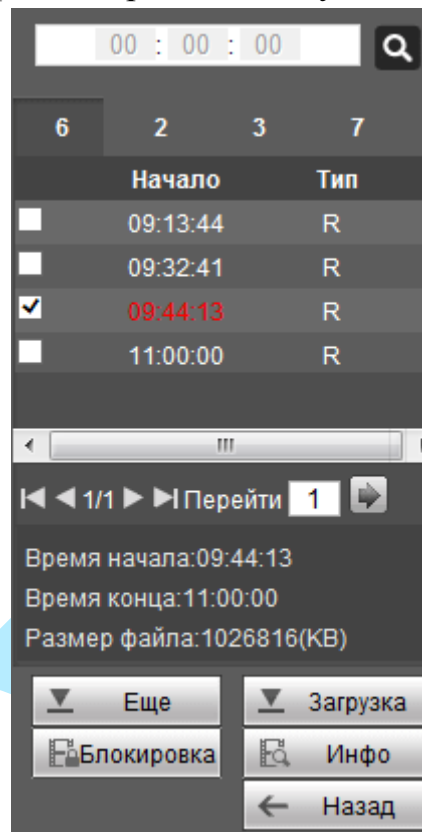 00 : 00 : 00
6 2 3 7
Начало Тип
09:13:44 R
09:32:41 R
09:44:13 R
11:00:00 R
1/1 Перейти 1
Время начала:09:44:13
Время конца:11:00:00
Размер файла:1026816(KB)
Еще Загрузка
Блокировка Инфо
Назад